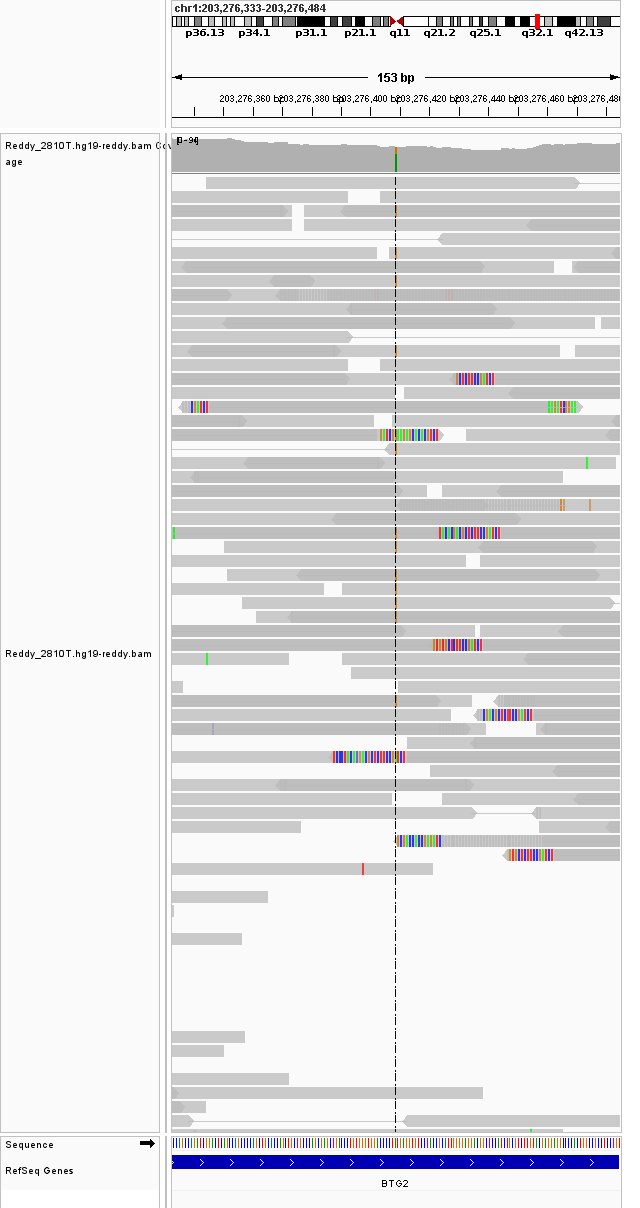 chr1:203,276,333-203,276,484
p36.13 p34.1 p31.1 p21.1 q11 q21.2 q25.1 q32.1 q42.13
153 bp
203,276,360 bp 203,276,380 bp 203,276,400 bp 203,276,420 bp 203,276,440 bp 203,276,460 bp 203,276,480
Reddy_2810T.hg19-reddy.bam Cov
age
Reddy_2810T.hg19-reddy.bam
Sequence
RefSeq Genes
BTG2